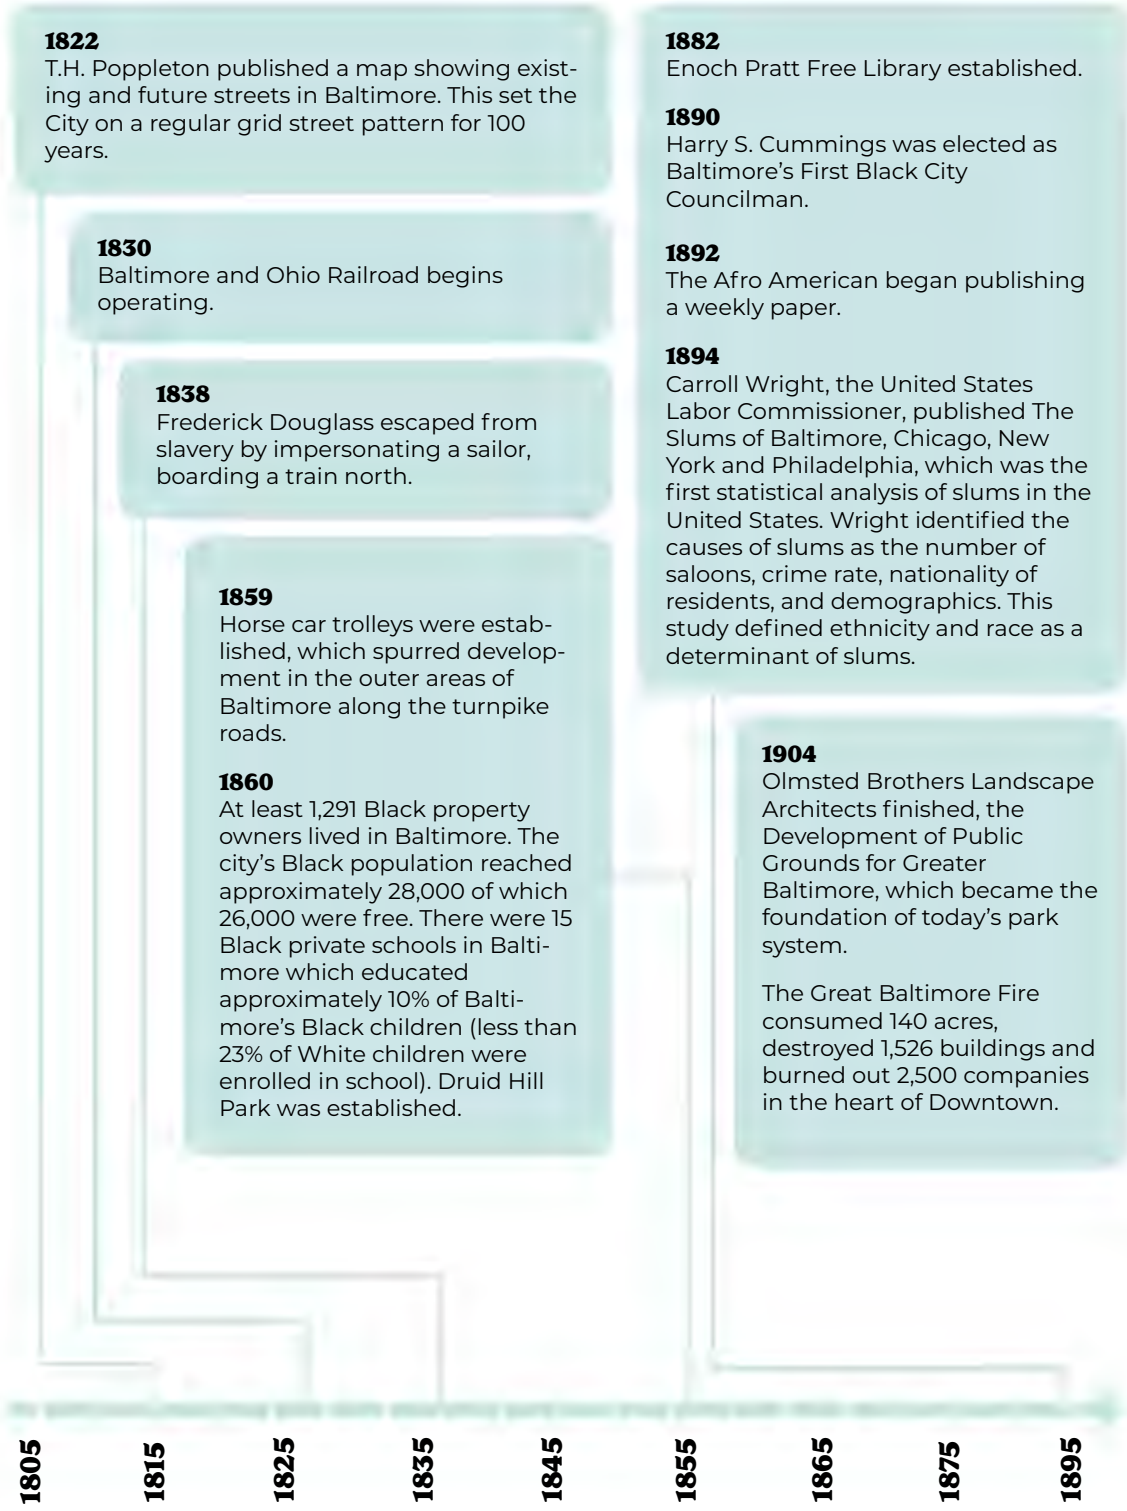 1822
T.H. Poppleton published a map showing exist-
ing and future streets in Baltimore. This set the
City on a regular grid street pattern for 100
years.
1830
Baltimore and Ohio Railroad begins
operating.
1838
Frederick Douglass escaped from
slavery by impersonating a sailor,
boarding a train north.
1859
Horse car trolleys were estab-
lished, which spurred develop-
ment in the outer areas of
Baltimore along the turnpike
roads.
1860
At least 1,291 Black property
owners lived in Baltimore. The
city's Black population reached
approximately 28,000 of which
26,000 were free. There were 15
Black private schools in Balti-
more which educated
approximately 10% of Balti-
more's Black children (less than
23% of White children were
enrolled in school). Druid Hill
Park was established.
1882
Enoch Pratt Free Library established.
1890
Harry S. Cummings was elected as
Baltimore's First Black City
Councilman.
1892
The Afro American began publishing
a weekly paper.
1894
Carroll Wright, the United States
Labor Commissioner, published The
Slums of Baltimore, Chicago, New
York and Philadelphia, which was the
first statistical analysis of slums in the
United States. Wright identified the
causes of slums as the number of
saloons, crime rate, nationality of
residents, and demographics. This
study defined ethnicity and race as a
determinant of slums.
1904
Olmsted Brothers Landscape
Architects finished, the
Development of Public
Grounds for Greater
Baltimore, which became the
foundation of today's park
system.
The Great Baltimore Fire
consumed 140 acres,
destroyed 1,526 buildings and
burned out 2,500 companies
in the heart of Downtown.
1805
1815
1825
1835
1845
1855
1865
1875
1895